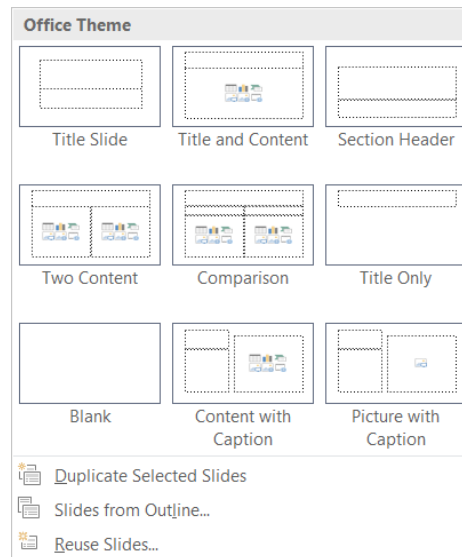 Office Theme
Title Slide
Title and Content
Section Header
Two Content
Comparison
Title Only
Blank
Content with
Caption
Picture with
Caption
Duplicate Selected Slides
Slides from Outline...
Reuse Slides...